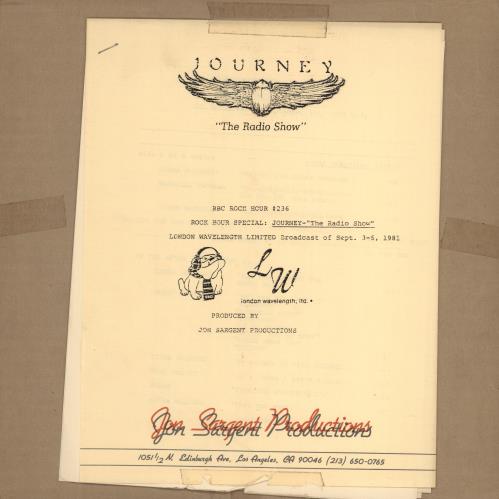 JOURNEY
"The Radio Show"
BBC ROCK HOUR #236
ROCK HOUR SPECIAL: JOURNEY-"The Radio Show"
LONDON WAVELENGTH LIMITED Broadcast of Sept. 3-6, 1981
LW
london wavelength, ltd. •
PRODUCED BY
JON SARGENT PRODUCTIONS
Jon Sargent Productions
1051½ N. Edinburgh Ave, Los Angeles, CA 90046 (213) 650-0765